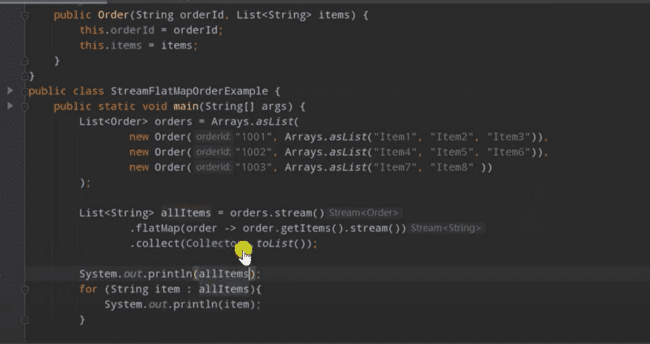 public Order(String orderId, List<String> items) {
this.orderId = orderId;
this.items = items;
}
}
public class StreamFlatMapOrderExample {
public static void main(String[] args) {
List<Order> orders = Arrays.asList(
new Order( orderId: "1001", Arrays.asList("Item1", "Item2", "Item3")),
new Order( orderId: "1002", Arrays.asList("Item4", "Item5", "Item6")),
new Order( orderId: "1003", Arrays.asList("Item7", "Item8" ))
);
List<String> allItems = orders.stream() Stream<Order>
.flatMap(order -> order.getItems().stream()) Stream<String>
.collect( .toList());
System.out.println(allItems);
for (String item : allItems){
System.out.println(item);
}